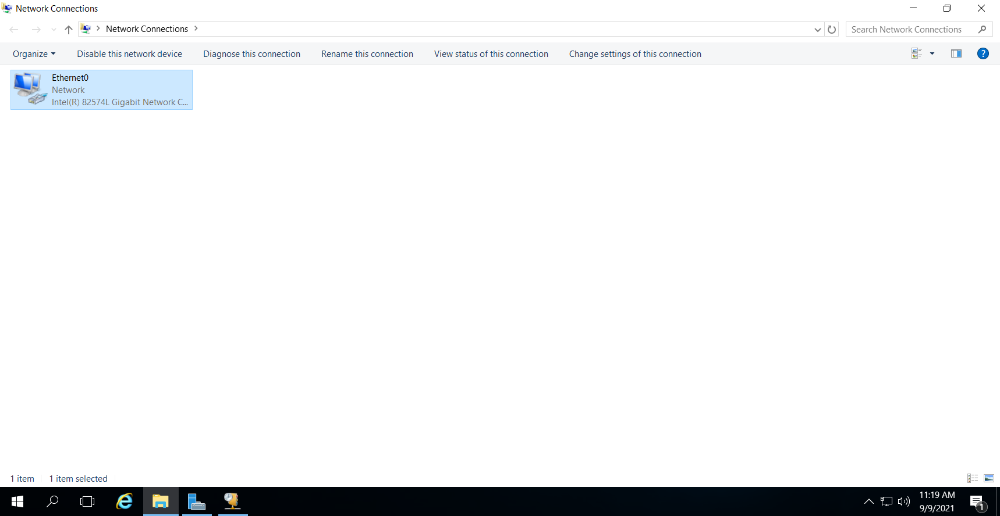 Network Connections
Network Connections
Search Network Connections
Organize
Disable this network device
Diagnose this connection
Rename this connection
View status of this connection
Change settings of this connection
?
Ethernet0
Network
Intel(R) 82574L Gigabit Network C...
1 item
1 item selected
11:19 AM
9/9/2021
1